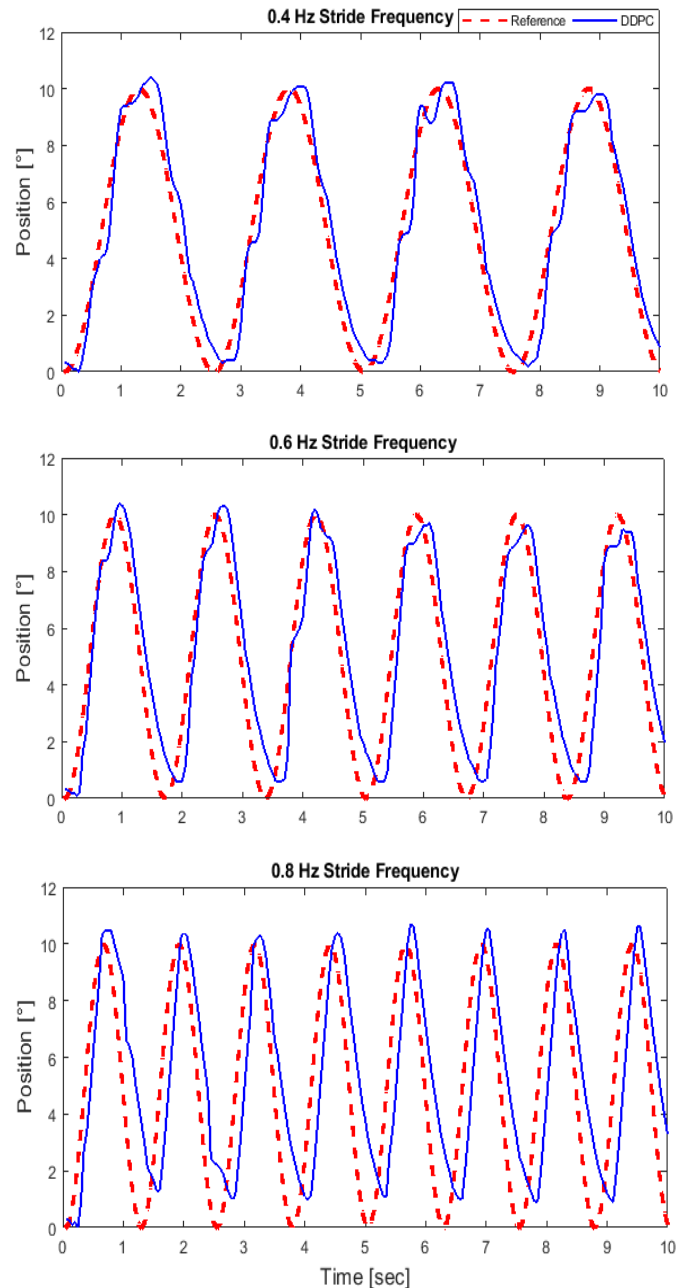 0.4 Hz Stride Frequency
Reference DDPC
12
10
8
6
4
2
0
Position [°]
0 1 2 3 4 5 6 7 8 9 10
0.6 Hz Stride Frequency
12
10
8
6
4
2
0
Position [°]
0 1 2 3 4 5 6 7 8 9 10
0.8 Hz Stride Frequency
12
10
8
6
4
2
0
Position [°]
0 1 2 3 4 5 6 7 8 9 10
Time [sec]